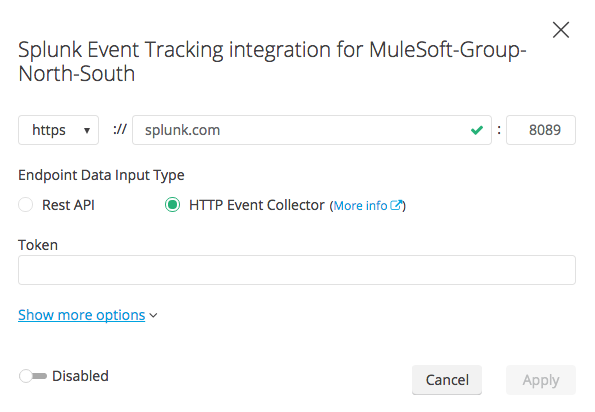 Splunk Event Tracking integration for MuleSoft-Group-
North-South
https :// splunk.com : 8089
Endpoint Data Input Type
Rest API HTTP Event Collector (More info)
Token
Show more options
Disabled Cancel Apply